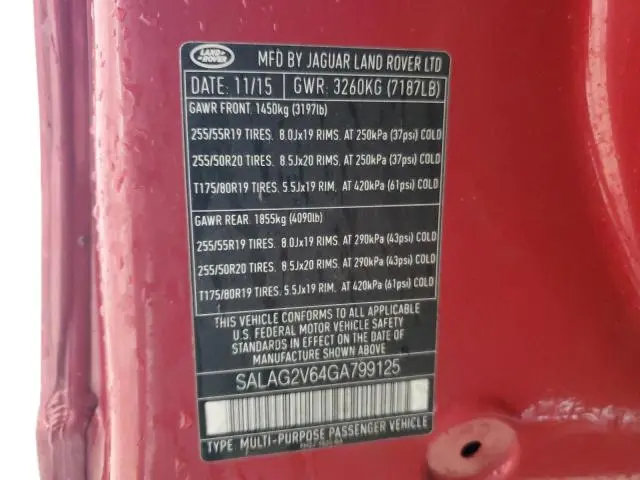 LAND ROVER
MFD BY JAGUAR LAND ROVER LTD
DATE: 11/15 GWR: 3260KG (7187LB)
GAWR FRONT: 1450kg (3197lb)
255/55R19 TIRES. 8.0Jx19 RIMS. AT 250kPa (37psi) COLD
255/50R20 TIRES. 8.5Jx20 RIMS. AT 250kPa (37psi) COLD
T175/80R19 TIRES. 5.5Jx19 RIM, AT 420kPa (61psi) COLD
GAWR REAR: 1855kg (4090lb)
255/55R19 TIRES. 8.0Jx19 RIMS. AT 290kPa (43psi) COLD
255/50R20 TIRES. 8.5Jx20 RIMS. AT 290kPa (43psi) COLD
T175/80R19 TIRES. 5.5Jx19 RIM. AT 420kPa (61psi) COLD
THIS VEHICLE CONFORMS TO ALL APPLICABLE
U.S. FEDERAL MOTOR VEHICLE SAFETY
STANDARDS IN EFFECT ON THE DATE OF
MANUFACTURE SHOWN ABOVE.
SALAG2V64GA799125
TYPE: MULTI-PURPOSE PASSENGER VEHICLE